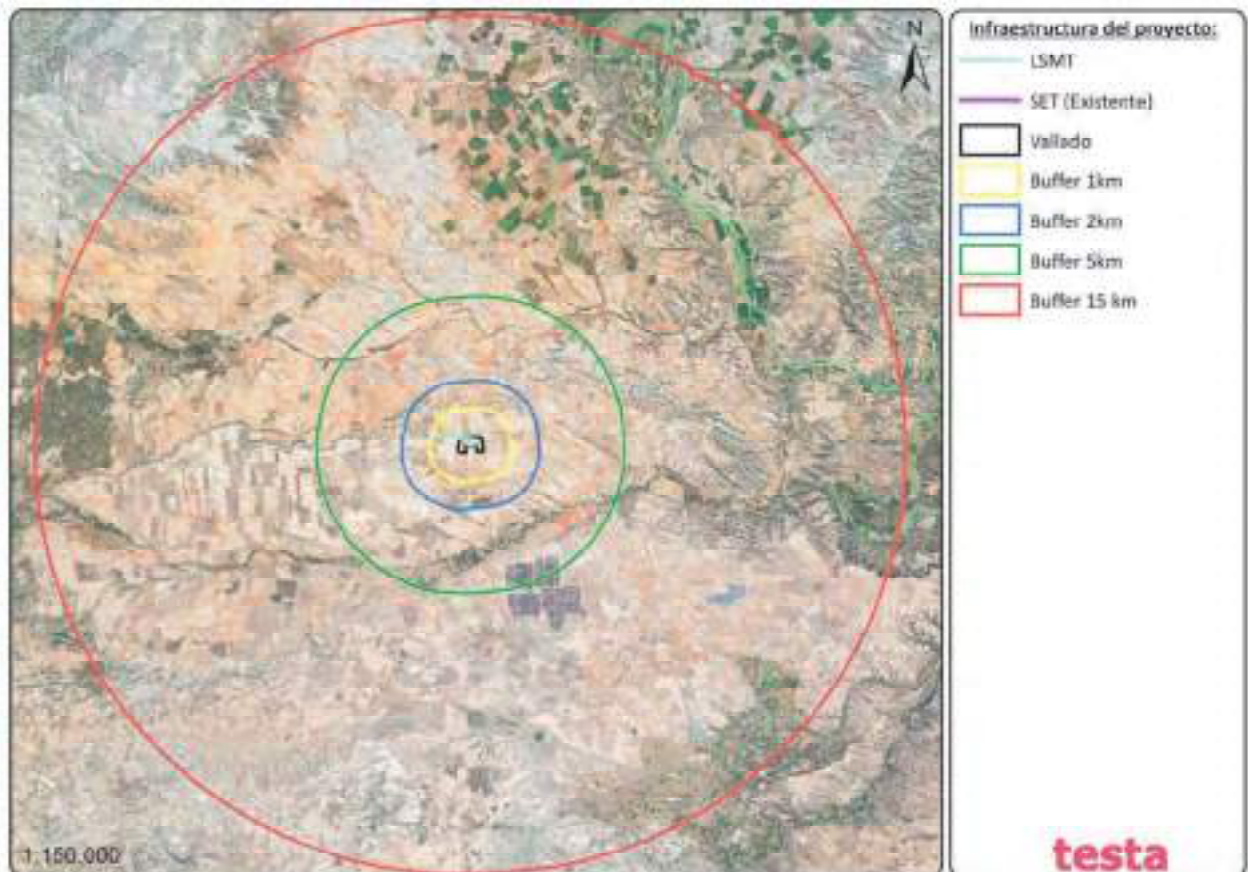 N
1:150.000
Infraestructura del proyecto:
LSMT
SET (Existente)
Vallado
Buffer 1km
Buffer 2km
Buffer 5km
Buffer 15 km
testa